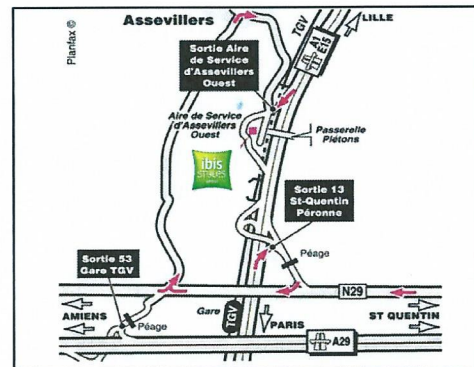 Planfax ©
Assevillers
TGV
LILLE
A1
E15
Sortie Aire
de Service
d'Assevillers
Ouest
Aire de Service
d'Assevillers
Ouest
Passerelle
Piétons
ibis
STYLES
Sortie 13
St-Quentin
Péronne
Sortie 53
Gare TGV
Péage
N29
AMIENS
Péage
Gare
TGV
PARIS
ST QUENTIN
A29